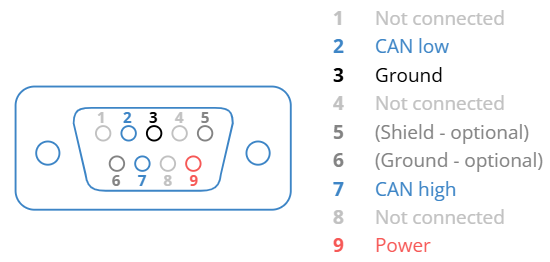 1 2 3 4 5
6 7 8 9
1 Not connected
2 CAN low
3 Ground
4 Not connected
5 (Shield - optional)
6 (Ground - optional)
7 CAN high
8 Not connected
9 Power